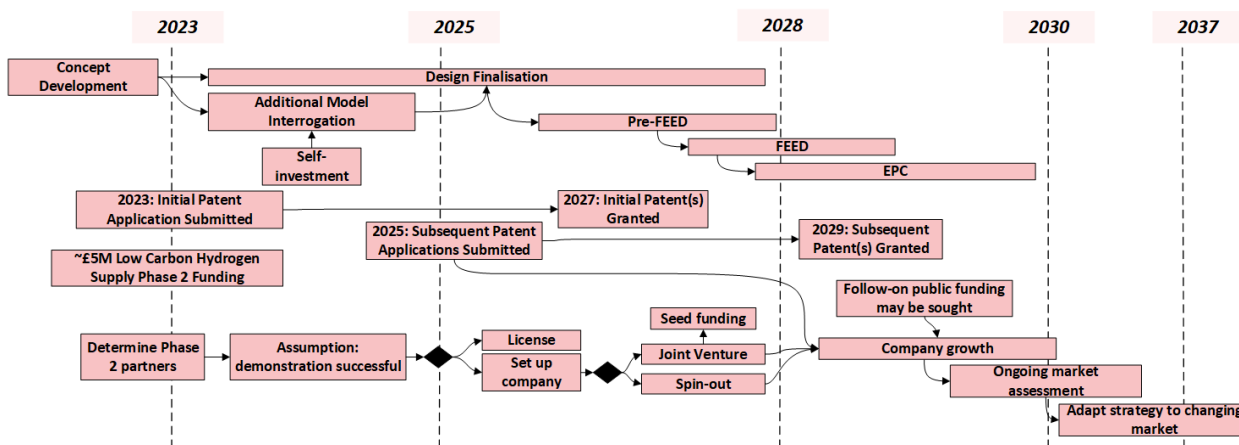 2023
2025
2028
2030
2037
Concept
Development
Design Finalisation
Additional Model
Interrogation
Pre-FEED
FEED
Self-
investment
EPC
2023: Initial Patent
Application Submitted
2027: Initial Patent(s)
Granted
2025: Subsequent Patent
Applications Submitted
2029: Subsequent
Patent(s) Granted
~£5M Low Carbon Hydrogen
Supply Phase 2 Funding
Follow-on public funding
may be sought
Seed funding
Determine Phase
2 partners
Assumption:
demonstration successful
License
Set up
company
Joint Venture
Spin-out
Company growth
Ongoing market
assessment
Adapt strategy to changing
market